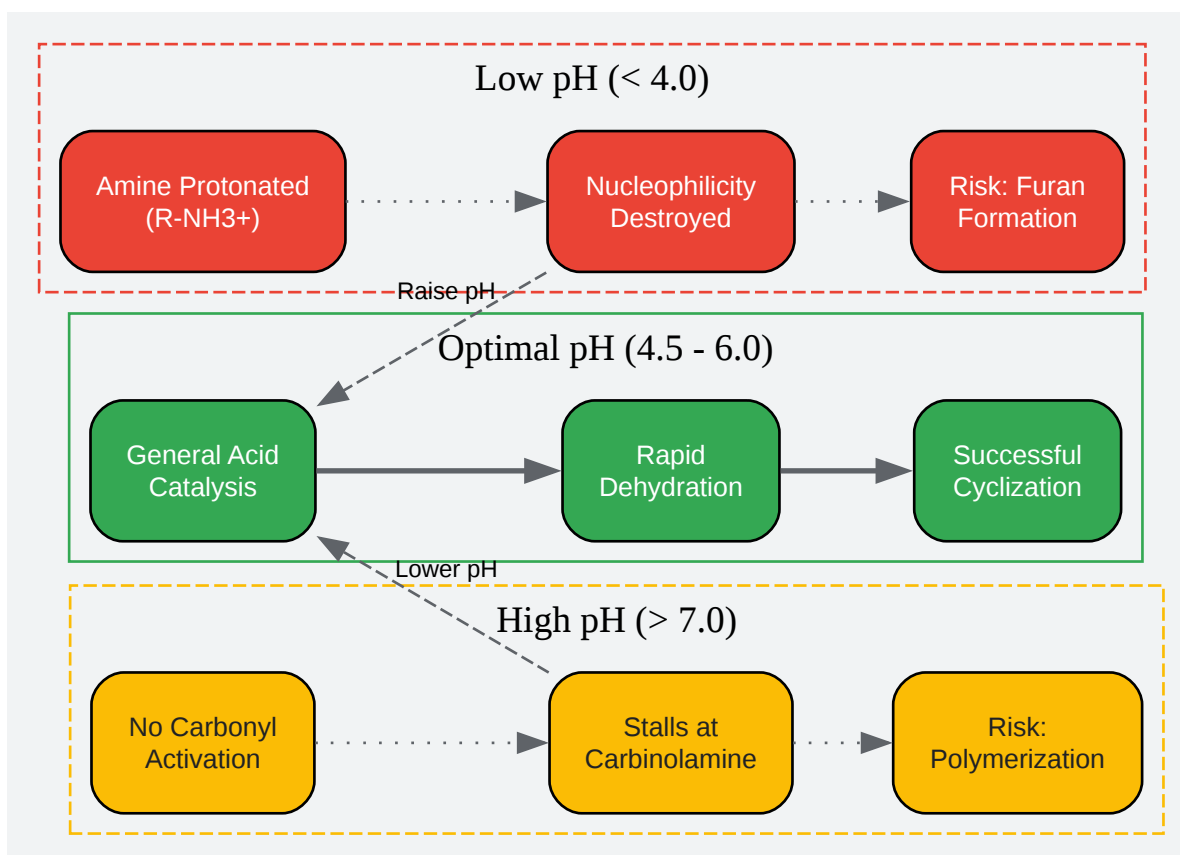 Low pH (< 4.0)
Amine Protonated
(R-NH3+)
Nucleophilicity
Destroyed
Risk: Furan
Formation
Raise pH
Optimal pH (4.5 - 6.0)
General Acid
Catalysis
Rapid
Dehydration
Successful
Cyclization
Lower pH
High pH (> 7.0)
No Carbonyl
Activation
Stalls at
Carbinolamine
Risk:
Polymerization